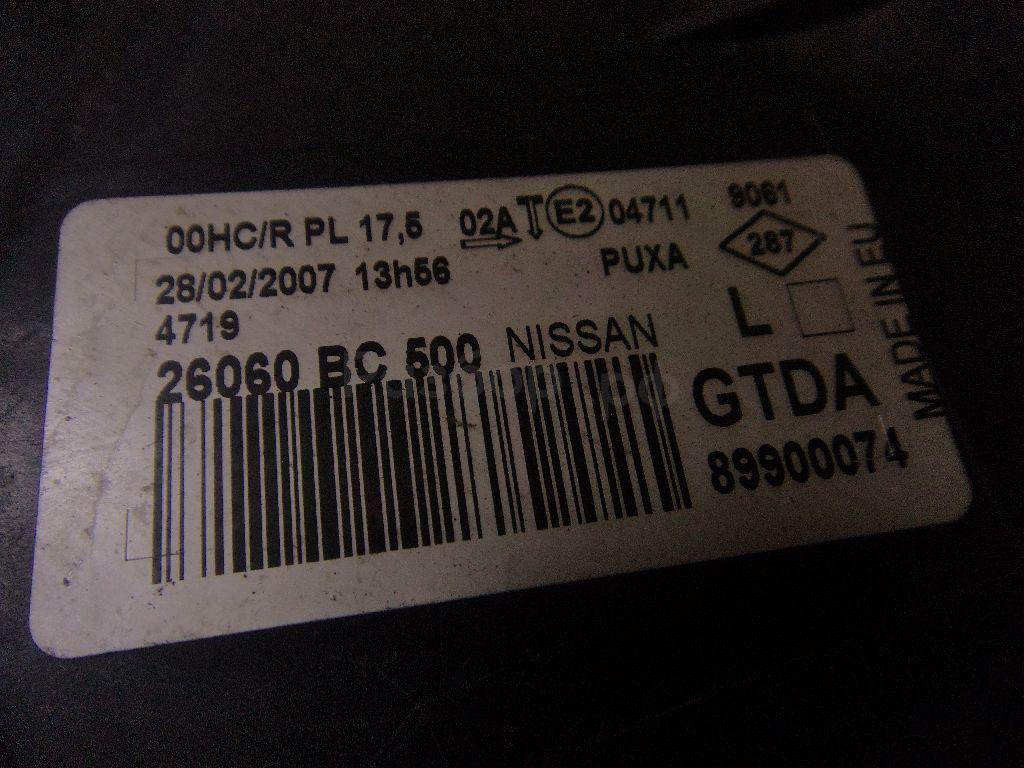 00HC/R PL 17,5 02A E2 04711 9061
PUXA 287
28/02/2007 13h56
4719
L
26060 BC 500 NISSAN
GTDA
89900074
MADE IN EU